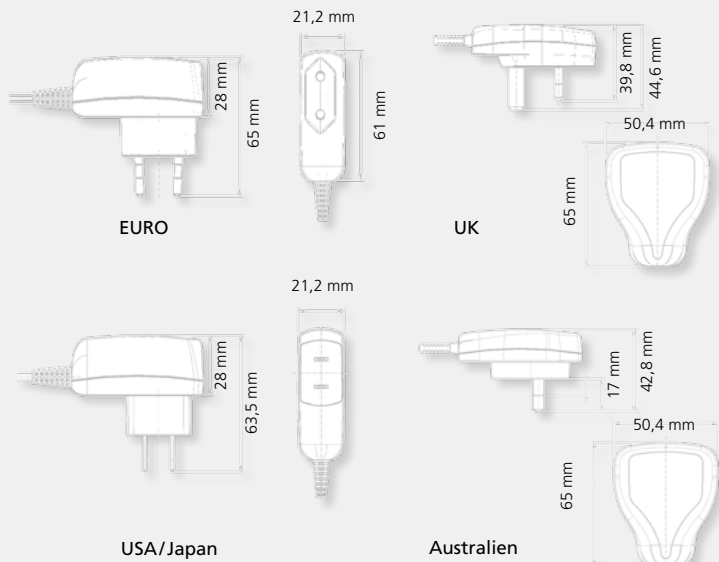 21,2 mm
28 mm
65 mm
61 mm
39,8 mm
44,6 mm
50,4 mm
65 mm
EURO
UK
21,2 mm
28 mm
63,5 mm
17 mm
42,8 mm
50,4 mm
65 mm
USA/Japan
Australien